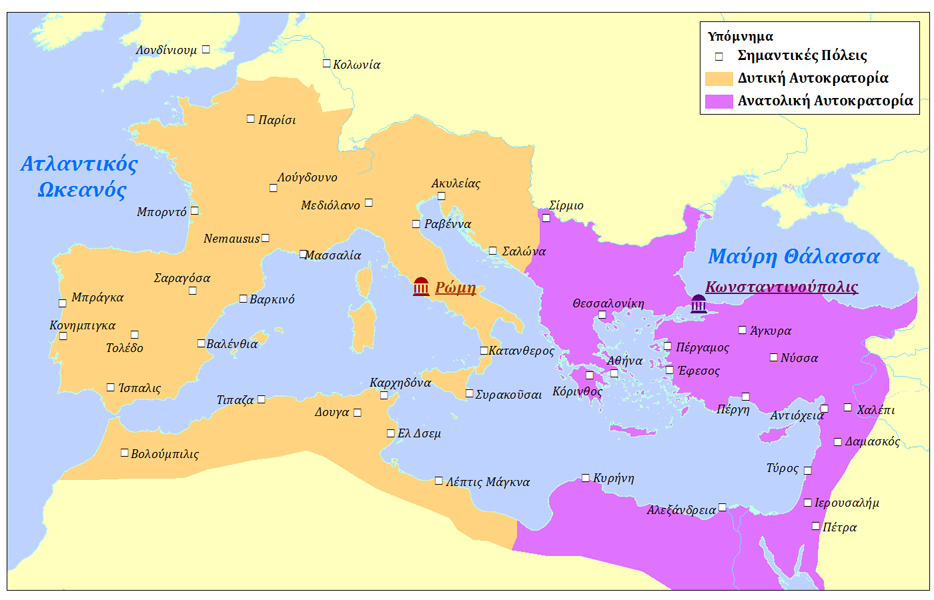 Υπόμνημα
Σημαντικές Πόλεις
Δυτική Αυτοκρατορία
Ανατολική Αυτοκρατορία
Λονδίνιουμ
Κολωνία
Παρίσι
Ατλαντικός
Ωκεανός
Λούγδουνο
Μεδιόλανο
Ακυλείας
Μπορντό
Ραβέννα
Σίρμιο
Nemausus
Μασσαλία
Σαλώνα
Μαύρη Θάλασσα
Σαραγόσα
Ρώμη
Κωνσταντινούπολις
Μπράγκα
Βαρκινό
Θεσσαλονίκη
Κονημπιγκα
Τολέδο
Βαλένθια
Άγκυρα
Κατανθερος
Πέργαμος
Νύσσα
Αθήνα
Έφεσος
Ίσπαλις
Καρχηδόνα
Συρακοῦσαι
Κόρινθος
Τιπαζα
Δουγα
Πέργη
Αντιόχεια
Χαλέπι
Ελ Δσεμ
Δαμασκός
Βολούμπιλις
Τύρος
Λέπτις Μάγκνα
Κυρήνη
Αλεξάνδρεια
Ιερουσαλήμ
Πέτρα